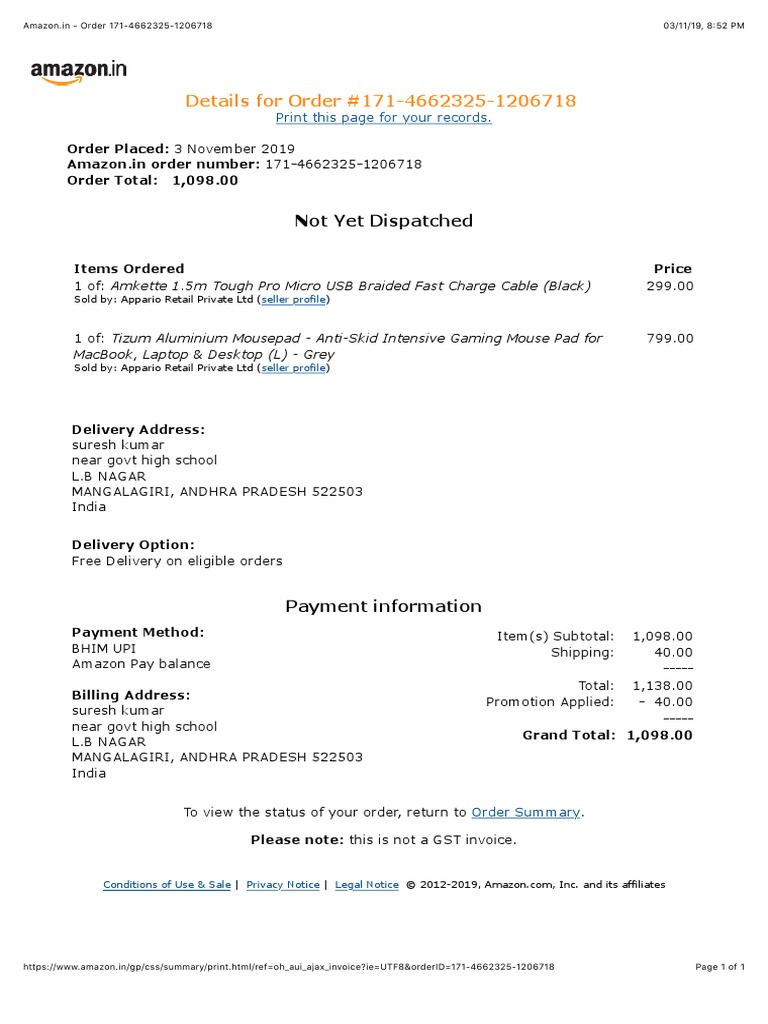 Amazon.in - Order 171-4662325-1206718 03/11/19, 8:52 PM
amazon.in
Details for Order #171-4662325-1206718
Print this page for your records.
Order Placed: 3 November 2019
Amazon.in order number: 171-4662325-1206718
Order Total: 1,098.00
Not Yet Dispatched
Items Ordered Price
1 of: Amkette 1.5m Tough Pro Micro USB Braided Fast Charge Cable (Black) 299.00
Sold by: Appario Retail Private Ltd (seller profile)
1 of: Tizum Aluminium Mousepad - Anti-Skid Intensive Gaming Mouse Pad for 799.00
MacBook, Laptop & Desktop (L) - Grey
Sold by: Appario Retail Private Ltd (seller profile)
Delivery Address:
suresh kumar
near govt high school
L.B NAGAR
MANGALAGIRI, ANDHRA PRADESH 522503
India
Delivery Option:
Free Delivery on eligible orders
Payment information
Payment Method:
BHIM UPI
Amazon Pay balance
Billing Address:
suresh kumar
near govt high school
L.B NAGAR
MANGALAGIRI, ANDHRA PRADESH 522503
India
Item(s) Subtotal: 1,098.00
Shipping: 40.00
-----
Total: 1,138.00
Promotion Applied: - 40.00
-----
Grand Total: 1,098.00
To view the status of your order, return to Order Summary.
Please note: this is not a GST invoice.
Conditions of Use & Sale | Privacy Notice | Legal Notice © 2012-2019, Amazon.com, Inc. and its affiliates
https://www.amazon.in/gp/css/summary/print.html/ref=oh_aui_ajax_invoice?ie=UTF8&orderID=171-4662325-1206718 Page 1 of 1